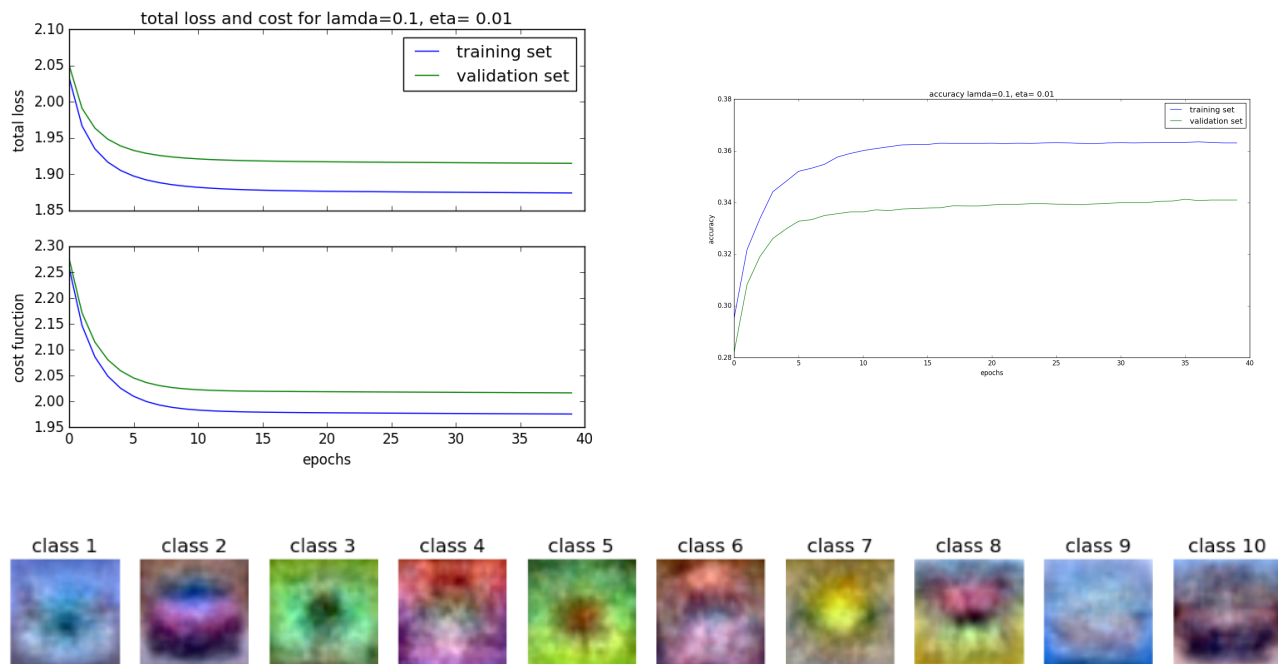 total loss and cost for lamda=0.1, eta= 0.01
2.10
2.05
2.00
1.95
1.90
1.85
total loss
training set
validation set
2.30
2.25
2.20
2.15
2.10
2.05
2.00
1.95
cost function
0 5 10 15 20 25 30 35 40
epochs
accuracy lamda=0.1, eta= 0.01
0.38
0.36
0.34
0.32
0.30
0.28
accuracy
training set
validation set
0 5 10 15 20 25 30 35 40
epochs
class 1 class 2 class 3 class 4 class 5 class 6 class 7 class 8 class 9 class 10